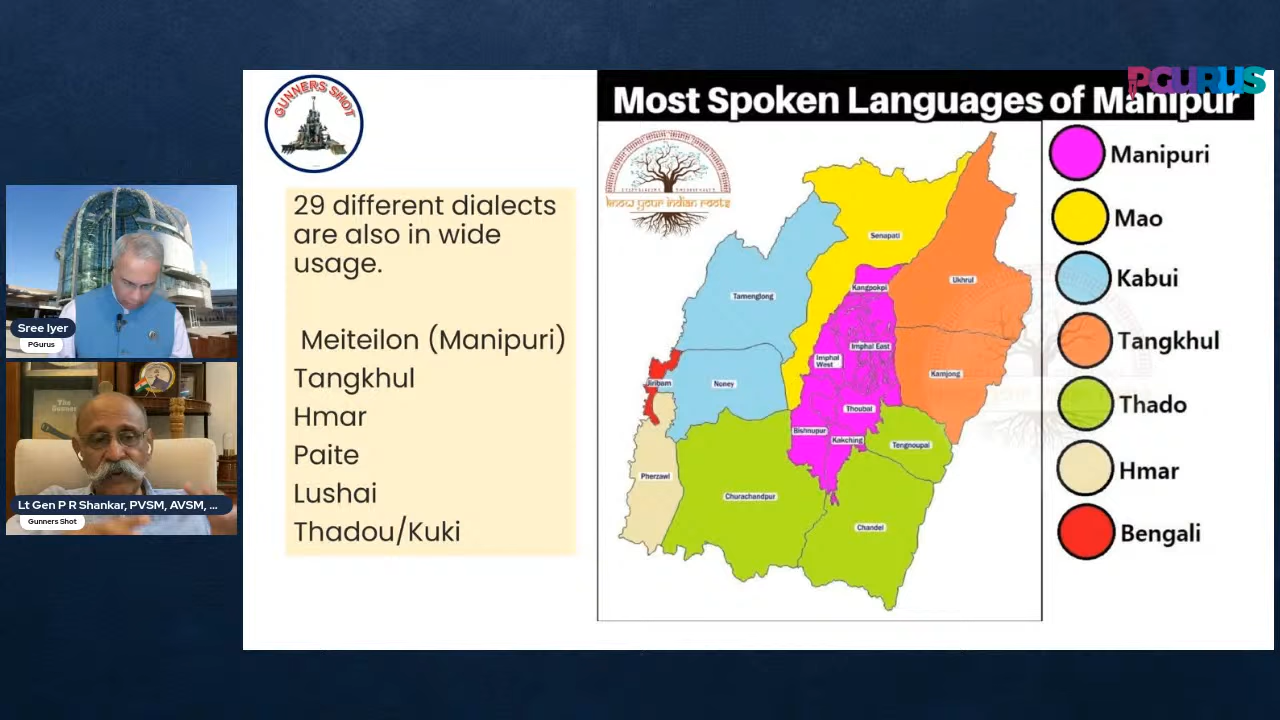 PGURUS
GUNNERS SHOT
Most Spoken Languages of Manipur
29 different dialects
are also in wide
usage.
Meiteilon (Manipuri)
Tangkhul
Hmar
Paite
Lushai
Thadou/Kuki
know your indian roots
Senapati
Ukhrul
Kangpokpi
Tamenglong
Imphal East
Imphal
West
Jiribam
Noney
Kamjong
Thoubal
Bishnupur
Kakching
Tengnoupal
Pherzawl
Churachandpur
Chandel
Manipuri
Mao
Kabui
Tangkhul
Thado
Hmar
Bengali
Sree Iyer
PGurus
The Gunner
Lt Gen P R Shankar, PVSM, AVSM, ...
Gunners Shot